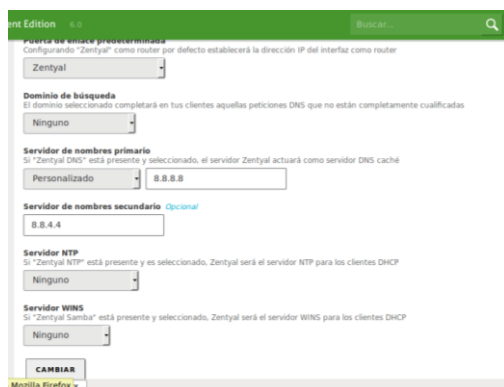 ent Edition 6.0 Buscar...
Puerta de enlace predeterminada
Configurando "Zentyal" como router por defecto establecerá la dirección IP del interfaz como router
Zentyal
Dominio de búsqueda
El dominio seleccionado completará en tus clientes aquellas peticiones DNS que no están completamente cualificadas
Ninguno
Servidor de nombres primario
Si "Zentyal DNS" está presente y seleccionado, el servidor Zentyal actuará como servidor DNS caché
Personalizado 8.8.8.8
Servidor de nombres secundario Opcional
8.8.4.4
Servidor NTP
Si "Zentyal NTP" está presente y es seleccionado, Zentyal será el servidor NTP para los clientes DHCP
Ninguno
Servidor WINS
Si "Zentyal Samba" está presente y seleccionado, Zentyal será el servidor WINS para los clientes DHCP
Ninguno
CAMBIAR
Mozilla Firefox